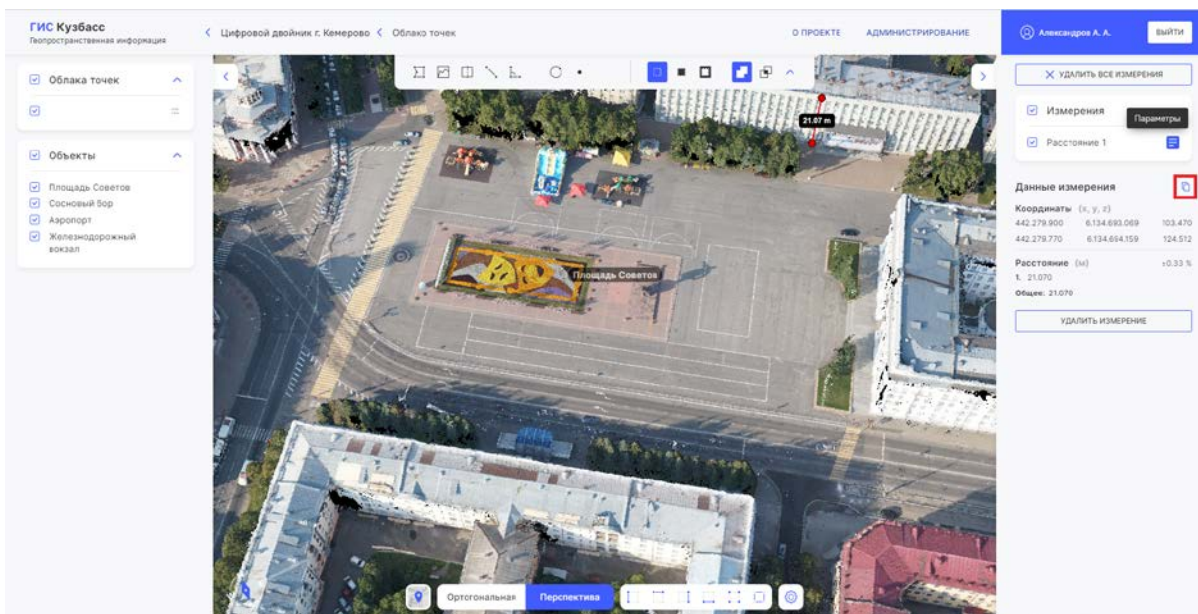 ГИС Кузбасс
Геопространственная информация
Цифровой двойник г. Кемерово
Облако точек
О ПРОЕКТЕ
АДМИНИСТРИРОВАНИЕ
Александров А. А.
ВЫЙТИ
Облака точек
Объекты
Площадь Советов
Сосновый Бор
Аэропорт
Железнодорожный
вокзал
21.07 m
Площадь Советов
Ортогональная
Перспектива
УДАЛИТЬ ВСЕ ИЗМЕРЕНИЯ
Измерения
Параметры
Расстояние 1
Данные измерения
Координаты (x, y, z)
442.279.900 6.134.693.069 103.470
442.279.770 6.134.694.159 124.512
Расстояние (м) ±0.33 %
1. 21.070
Общее: 21.070
УДАЛИТЬ ИЗМЕРЕНИЕ